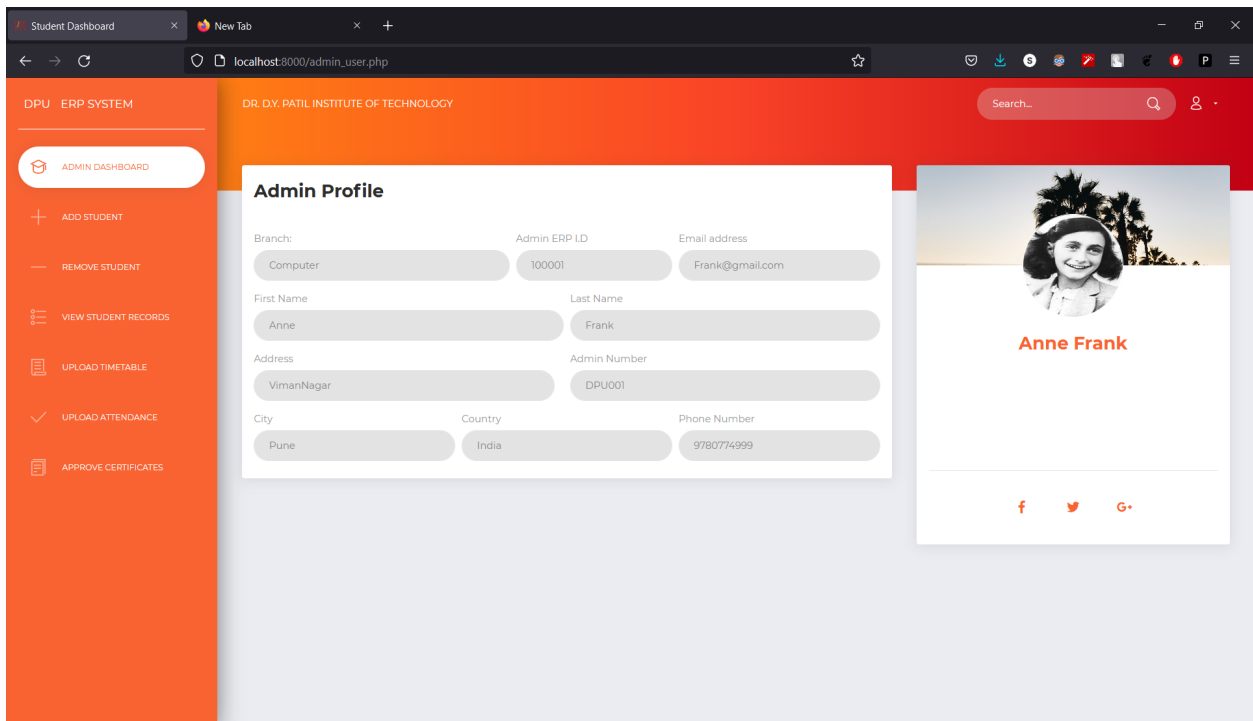 Student Dashboard
New Tab
localhost:8000/admin_user.php
DPU ERP SYSTEM
DR. D.Y. PATIL INSTITUTE OF TECHNOLOGY
Search...
ADMIN DASHBOARD
ADD STUDENT
REMOVE STUDENT
VIEW STUDENT RECORDS
UPLOAD TIMETABLE
UPLOAD ATTENDANCE
APPROVE CERTIFICATES
Admin Profile
Branch: Admin ERP I.D Email address
Computer 100001 Frank@gmail.com
First Name Last Name
Anne Frank
Address Admin Number
VimanNagar DPU001
City Country Phone Number
Pune India 9780774999
Anne Frank
f G+